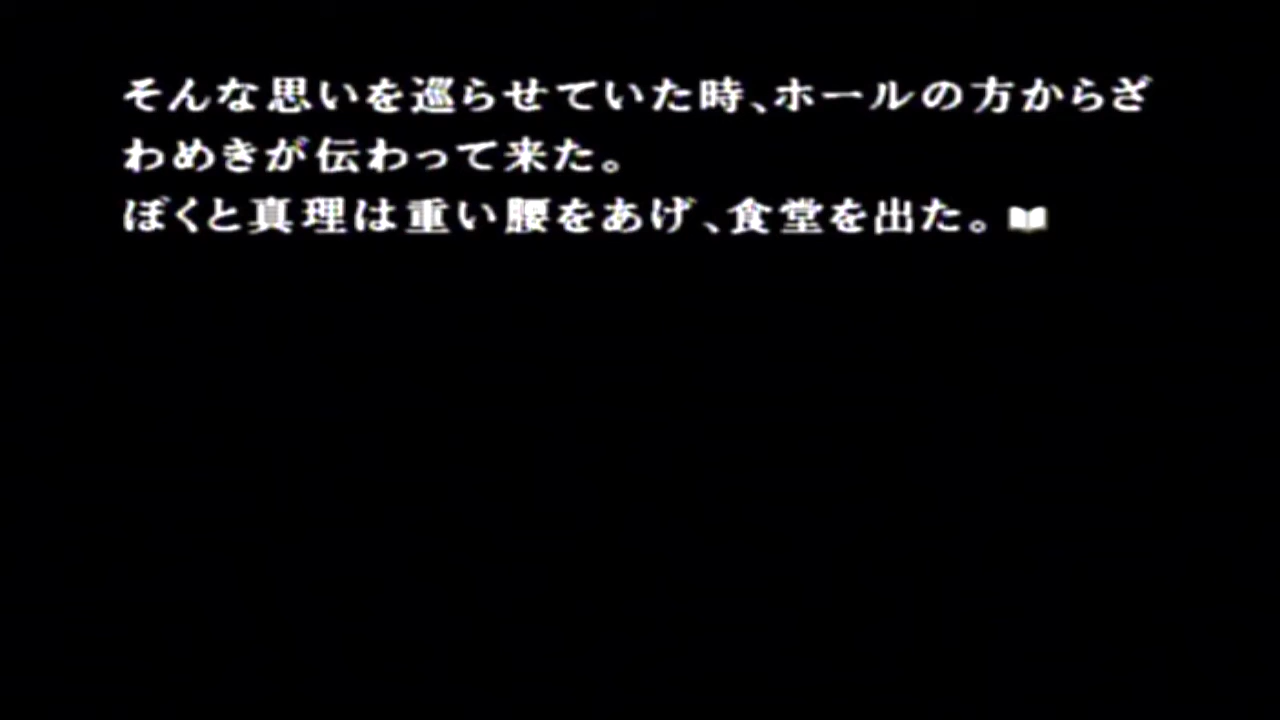 そんな思いを巡らせていた時、ホールの方からざ
わめきが伝わって来た。
ぼくと真理は重い腰をあげ、食堂を出た。